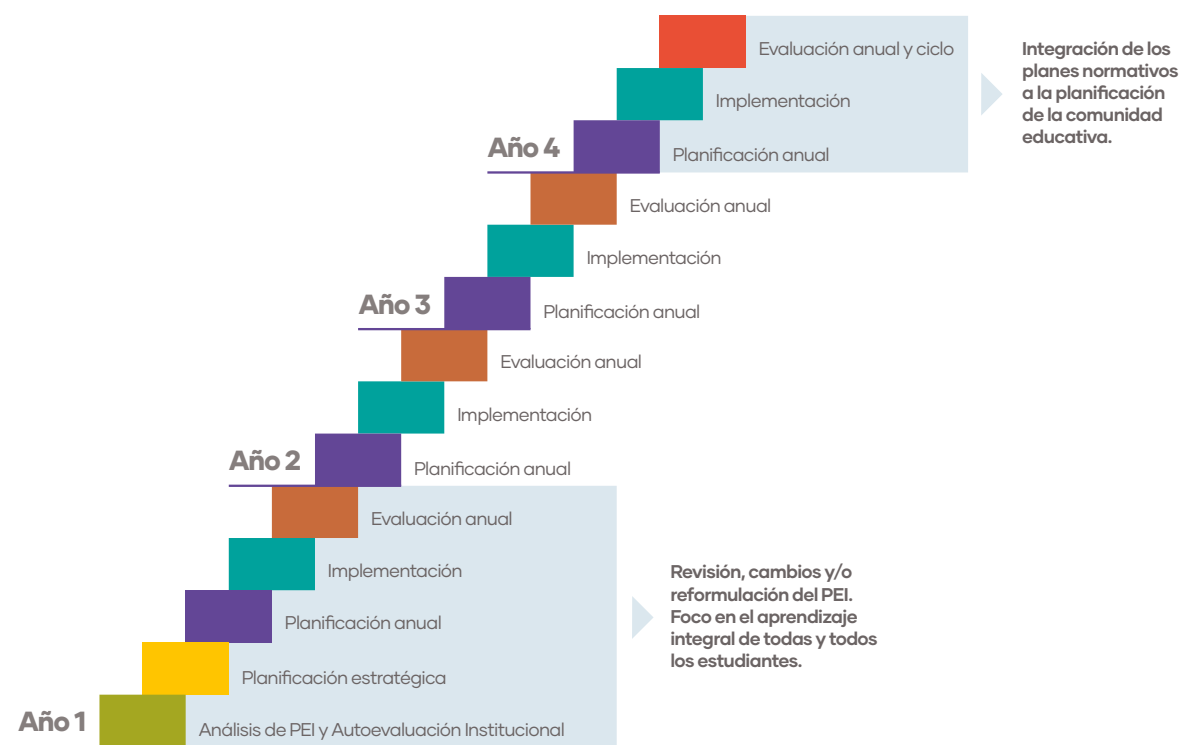 Evaluación anual y ciclo
Implementación
Año 4
Planificación anual
Integración de los
planes normativos
a la planificación
de la comunidad
educativa.
Evaluación anual
Implementación
Año 3
Planificación anual
Evaluación anual
Implementación
Año 2
Planificación anual
Evaluación anual
Implementación
Planificación anual
Planificación estratégica
Año 1
Análisis de PEI y Autoevaluación Institucional
Revisión, cambios y/o
reformulación del PEI.
Foco en el aprendizaje
integral de todas y todos
los estudiantes.